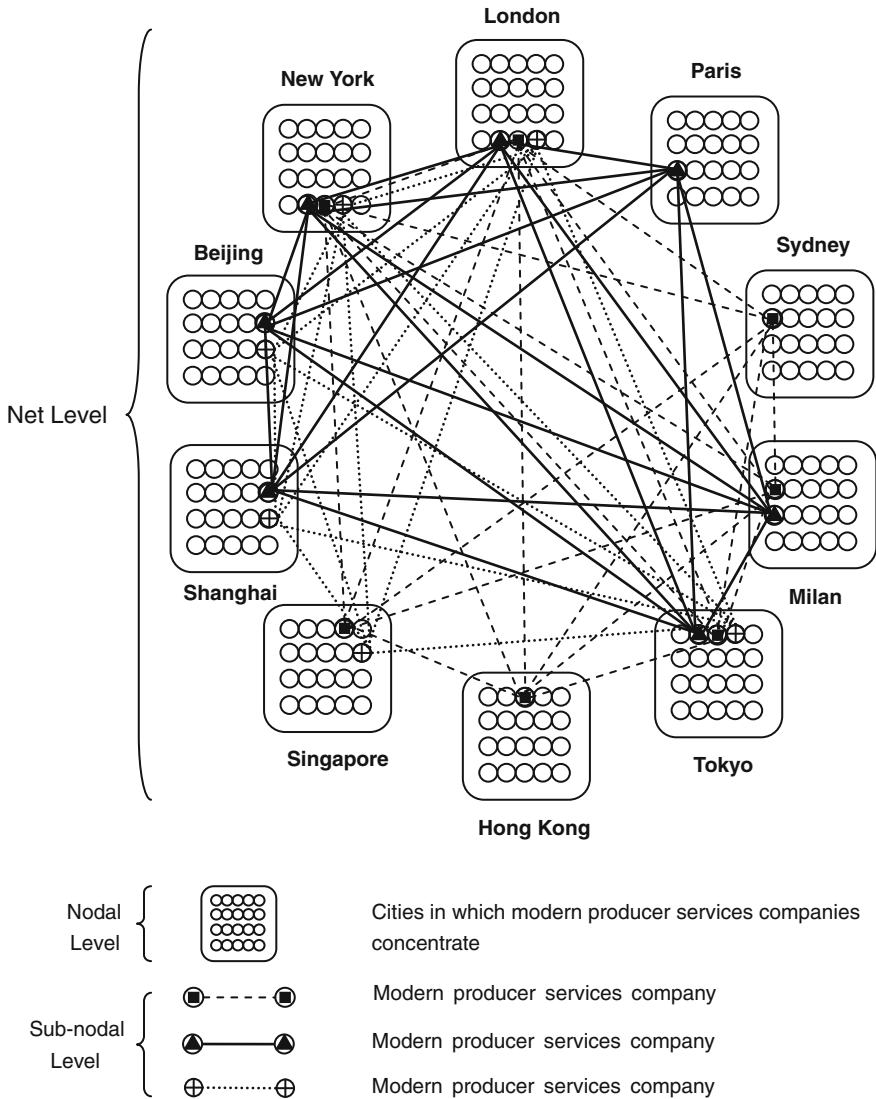 London
New York
Paris
Beijing
Sydney
Net Level
Shanghai
Milan
Singapore
Tokyo
Hong Kong
Nodal
Level
Cities in which modern producer services companies
concentrate
Sub-nodal
Level
Modern producer services company
Modern producer services company
Modern producer services company